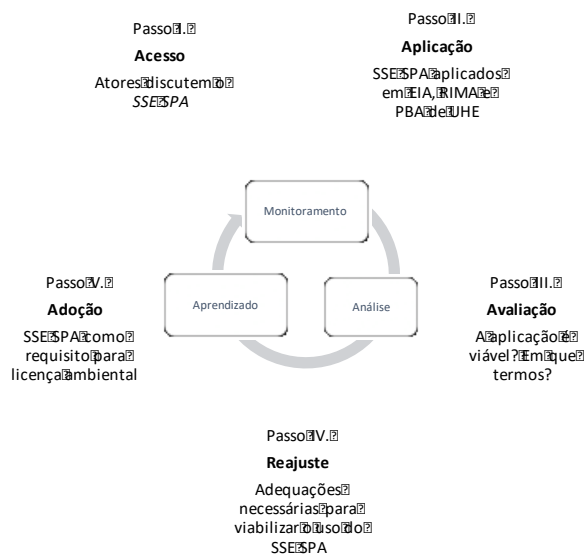 Passo I.
Acesso
Atores discutem o
SSE SPA
Passo II.
Aplicação
SSE SPA aplicados
em EIA, RIMA e
PBA de UHE
Monitoramento
Aprendizado
Análise
Passo V.
Adoção
SSE SPA como
requisito para
licença ambiental
Passo III.
Avaliação
A aplicação é
viável? Em que
termos?
Passo IV.
Reajuste
Adequações
necessárias para
viabilizar o uso do
SSE SPA